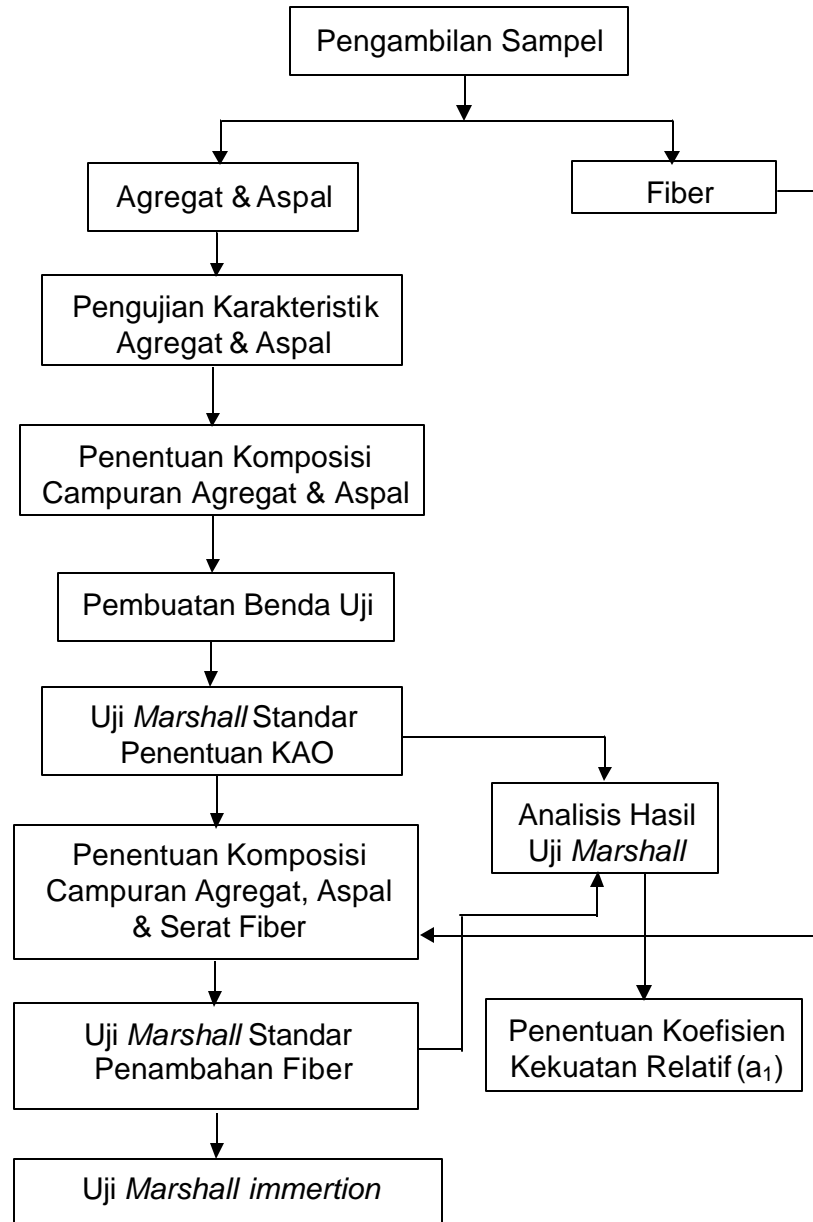 Pengambilan Sampel
Agregat & Aspal
Fiber
Pengujian Karakteristik
Agregat & Aspal
Penentuan Komposisi
Campuran Agregat & Aspal
Pembuatan Benda Uji
Uji Marshall Standar
Penentuan KAO
Analisis Hasil
Uji Marshall
Penentuan Komposisi
Campuran Agregat, Aspal
& Serat Fiber
Uji Marshall Standar
Penambahan Fiber
Penentuan Koefisien
Kekuatan Relatif (a₁)
Uji Marshall immertion